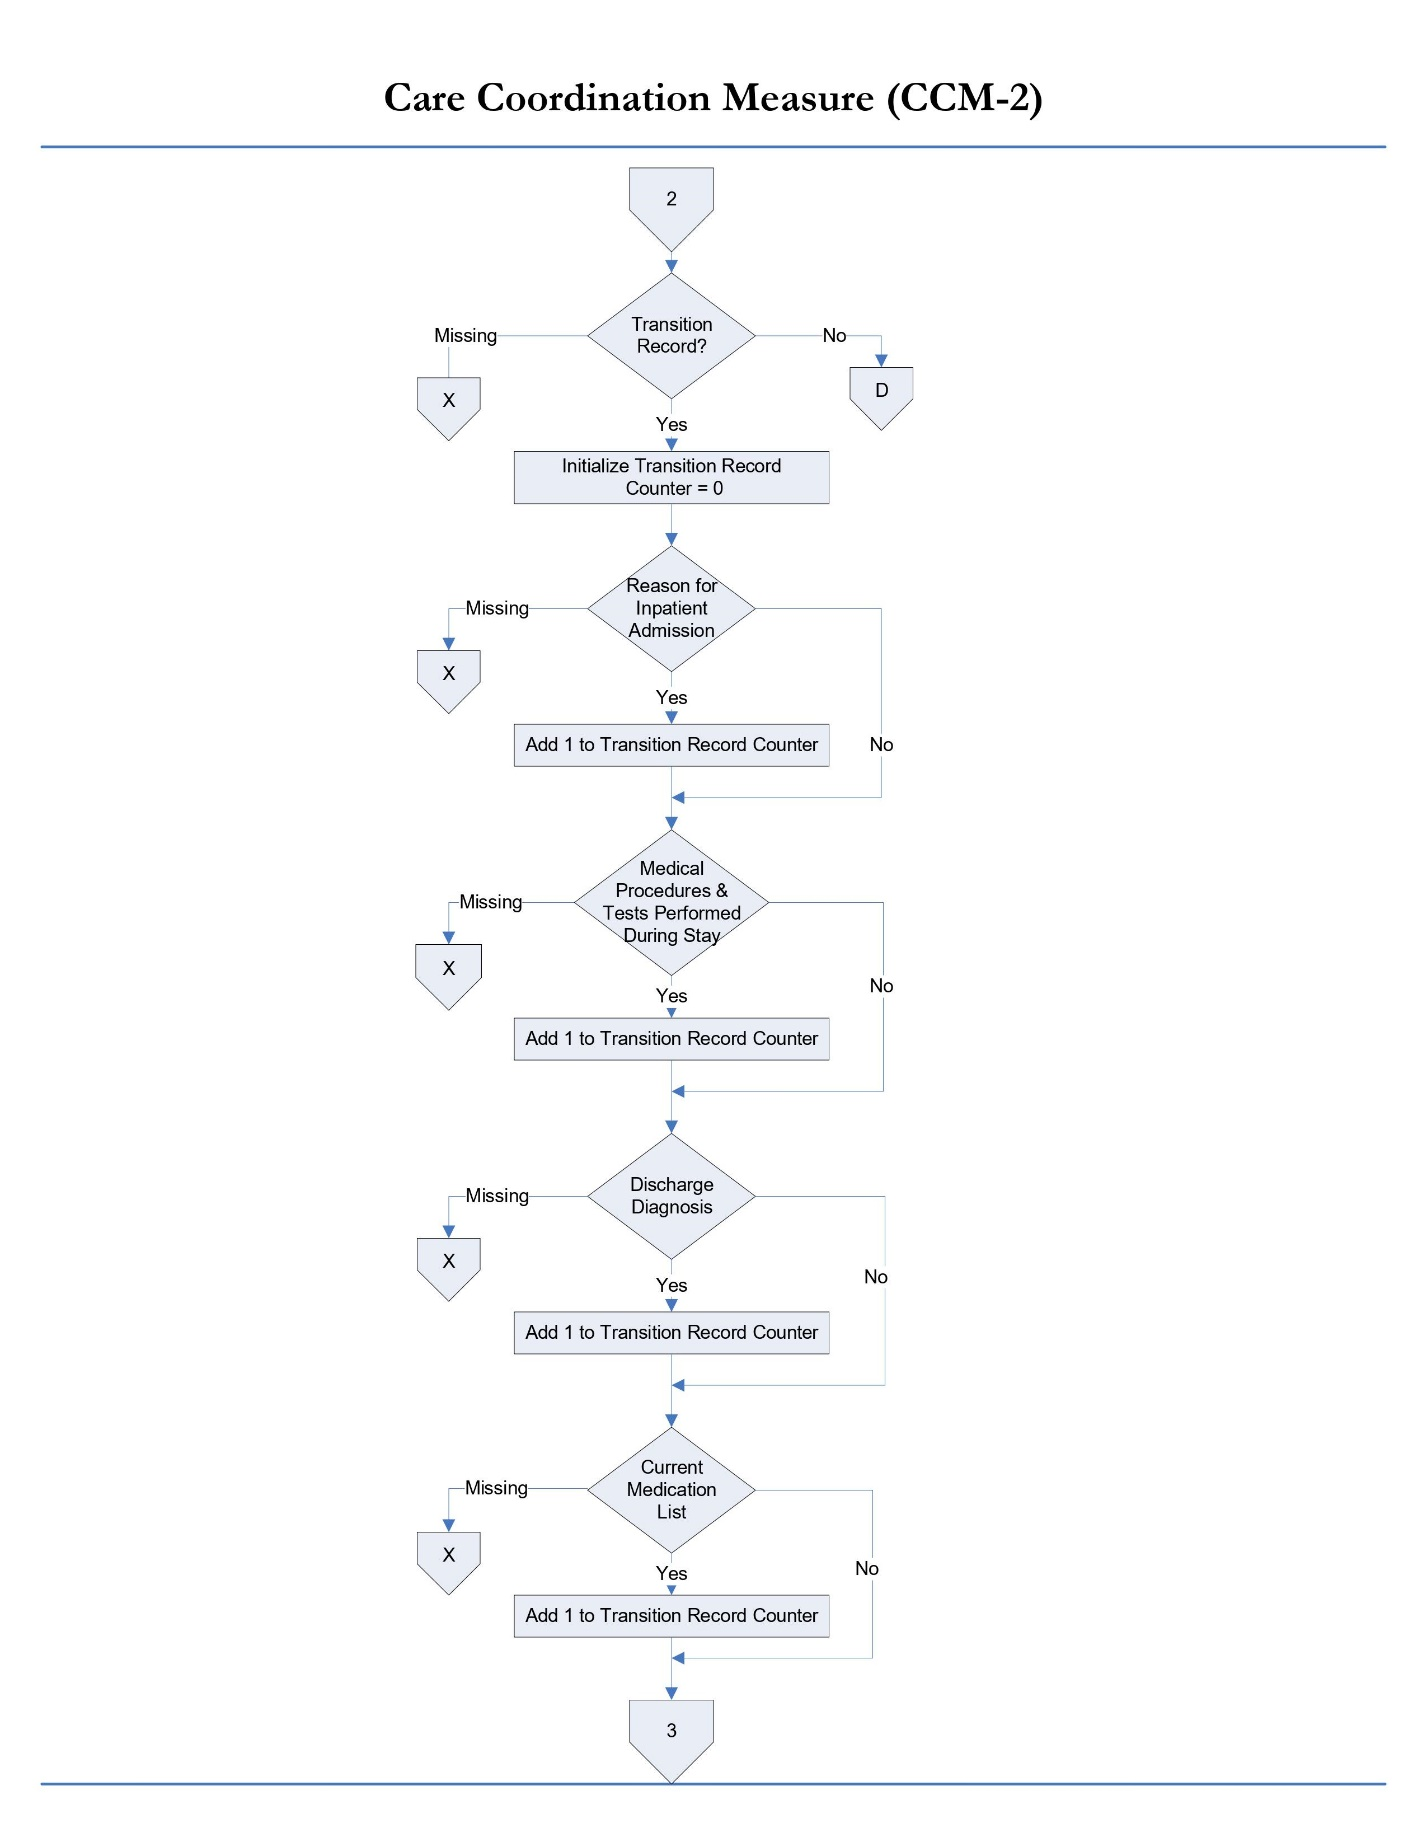 Care Coordination Measure (CCM-2)
2
Transition
Record?
Missing
No
X
D
Yes
Initialize Transition Record
Counter = 0
Reason for
Inpatient
Admission
Missing
X
Yes
Add 1 to Transition Record Counter
No
Medical
Procedures &
Tests Performed
During Stay
Missing
X
No
Yes
Add 1 to Transition Record Counter
Discharge
Diagnosis
Missing
X
No
Yes
Add 1 to Transition Record Counter
Current
Medication
List
Missing
X
No
Yes
Add 1 to Transition Record Counter
3